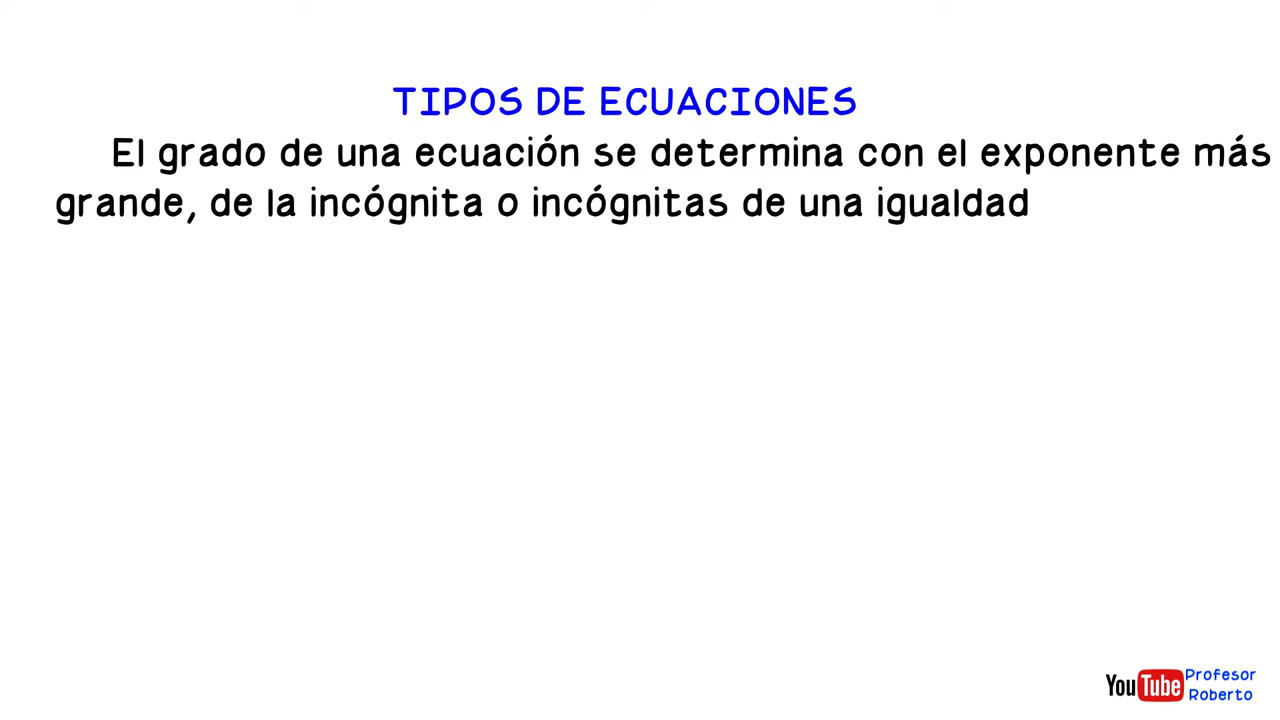 TIPOS DE ECUACIONES
El grado de una ecuación se determina con el exponente más
grande, de la incógnita o incógnitas de una igualdad
YouTube Profesor
Roberto